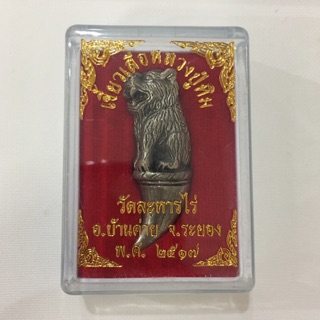 เขี้ยวเสือหลวงปู่ทิม
วัดละหารไร่
อ.บ้านค่าย จ.ระยอง
พ.ศ. ๒๕๑๗